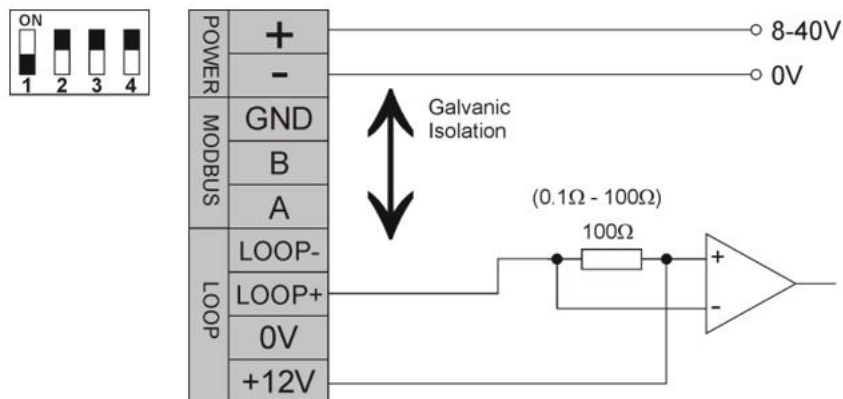 ON
1 2 3 4
POWER
+
-
MODBUS
GND
B
A
LOOP
LOOP-
LOOP+
0V
+12V
8-40V
0V
Galvanic
Isolation
(0.1Ω - 100Ω)
100Ω
+
-